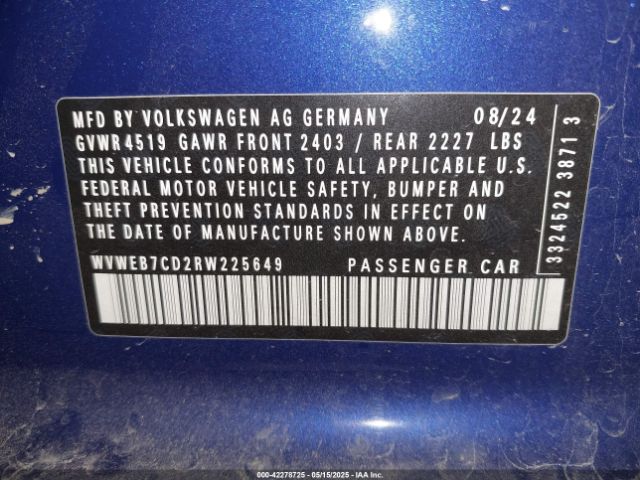 MFD BY VOLKSWAGEN AG GERMANY 08/24
GVWR 4519 GAWR FRONT 2403 / REAR 2227 LBS
THIS VEHICLE CONFORMS TO ALL APPLICABLE U.S.
FEDERAL MOTOR VEHICLE SAFETY, BUMPER AND
THEFT PREVENTION STANDARDS IN EFFECT ON
THE DATE OF MANUFACTURE SHOWN ABOVE.
WVWEB7CD2RW225649 PASSENGER CAR
3324522 3871 3
000-42278725 - 05/15/2025 - IAA Inc.